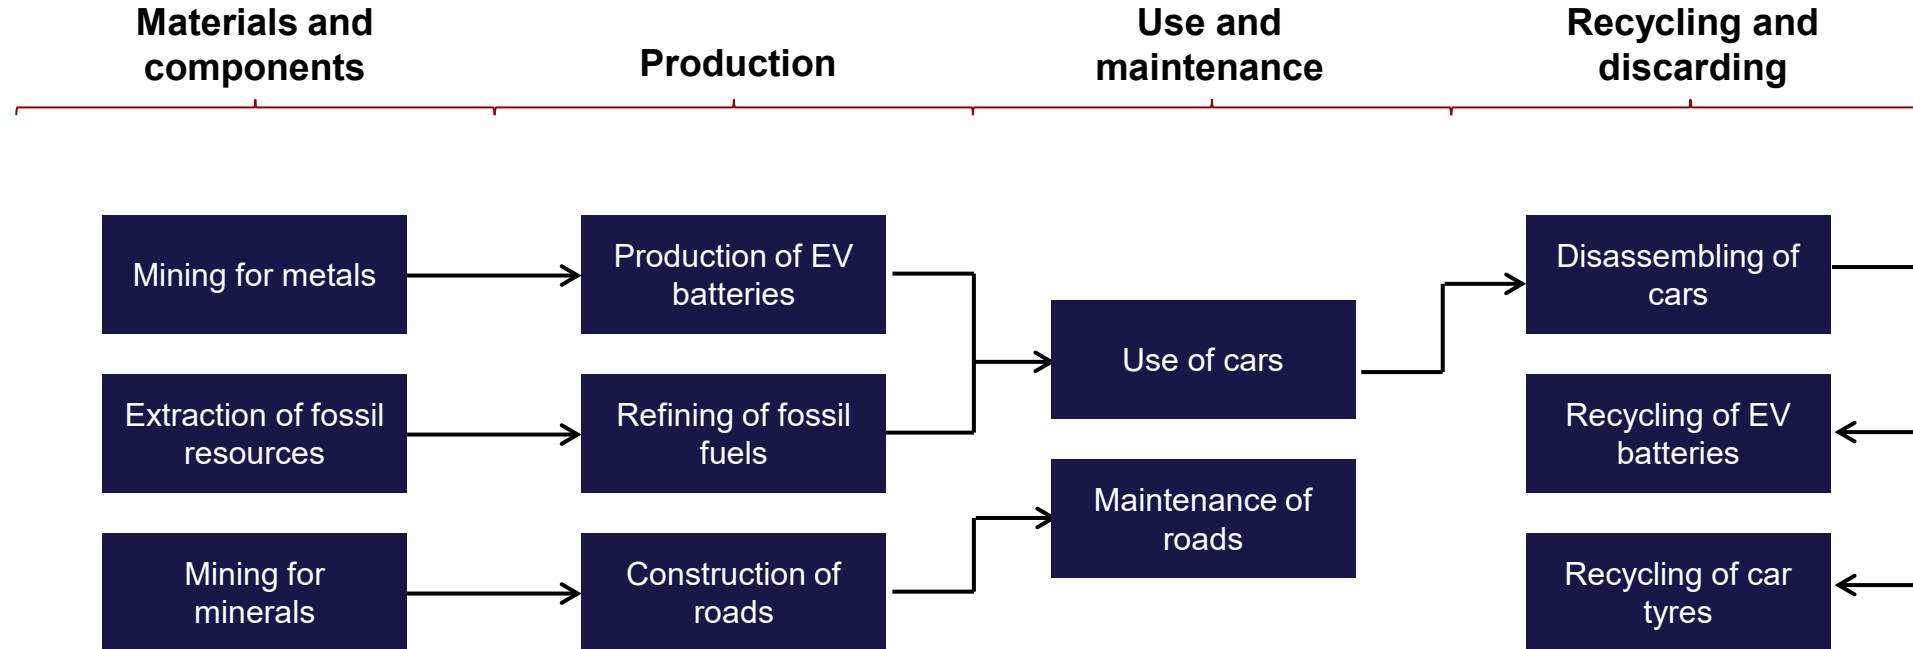 Materials and
components
Production
Use and
maintenance
Recycling and
discarding
Mining for metals
Production of EV
batteries
Use of cars
Disassembling of
cars
Extraction of fossil
resources
Refining of fossil
fuels
Maintenance of
roads
Recycling of EV
batteries
Mining for
minerals
Construction of
roads
Recycling of car
tyres